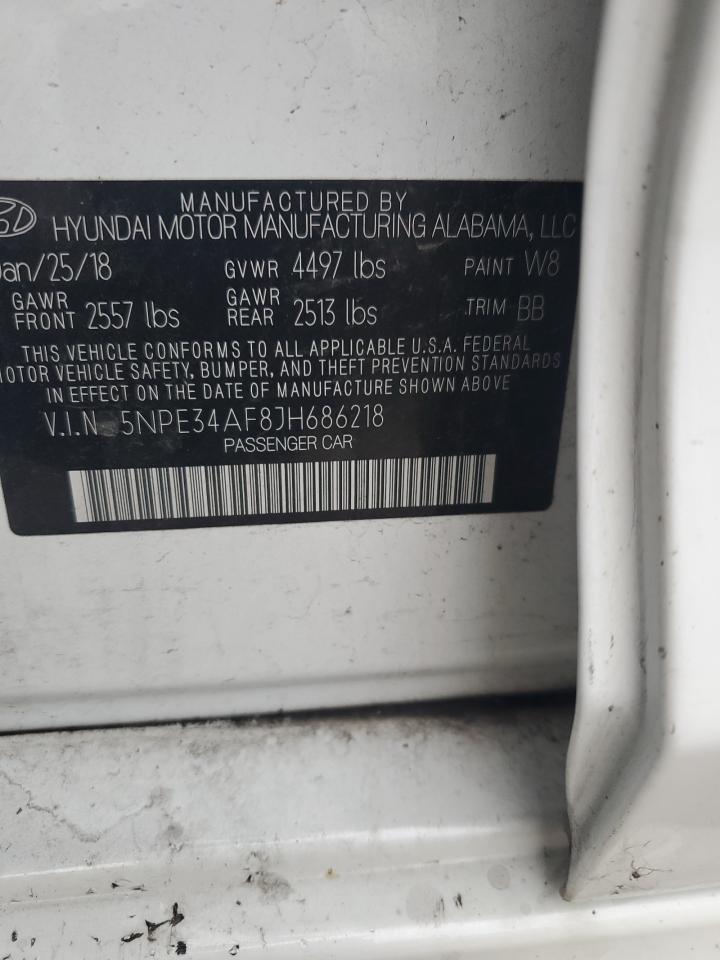 MANUFACTURED BY
HYUNDAI MOTOR MANUFACTURING ALABAMA, LLC
Jan/25/18 GVWR 4497 lbs PAINT W8
GAWR FRONT 2557 lbs GAWR REAR 2513 lbs TRIM BB
THIS VEHICLE CONFORMS TO ALL APPLICABLE U.S.A. FEDERAL
MOTOR VEHICLE SAFETY, BUMPER, AND THEFT PREVENTION STANDARDS
IN EFFECT ON THE DATE OF MANUFACTURE SHOWN ABOVE
V.I.N 5NPE34AF8JH686218
PASSENGER CAR